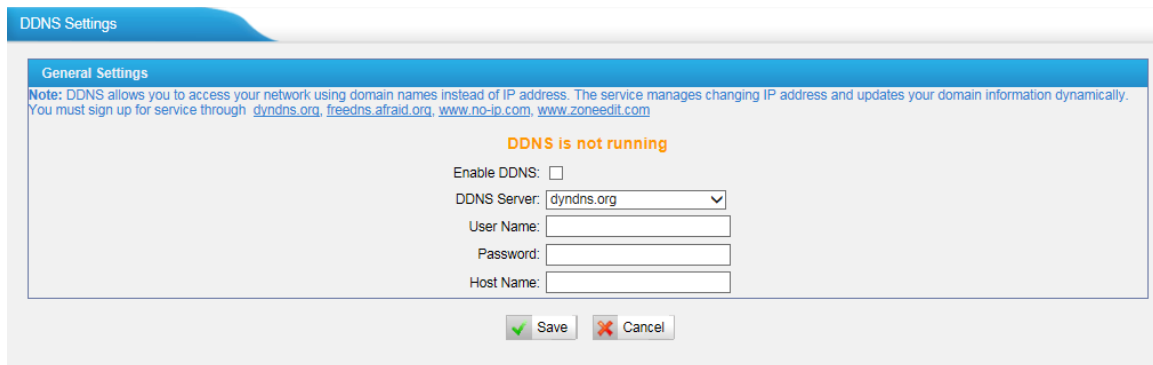 DDNS Settings
General Settings
Note: DDNS allows you to access your network using domain names instead of IP address. The service manages changing IP address and updates your domain information dynamically.
You must sign up for service through dyndns.org, freedns.afraid.org, www.no-ip.com, www.zoneedit.com
DDNS is not running
Enable DDNS:
DDNS Server: dyndns.org
User Name:
Password:
Host Name:
Save Cancel